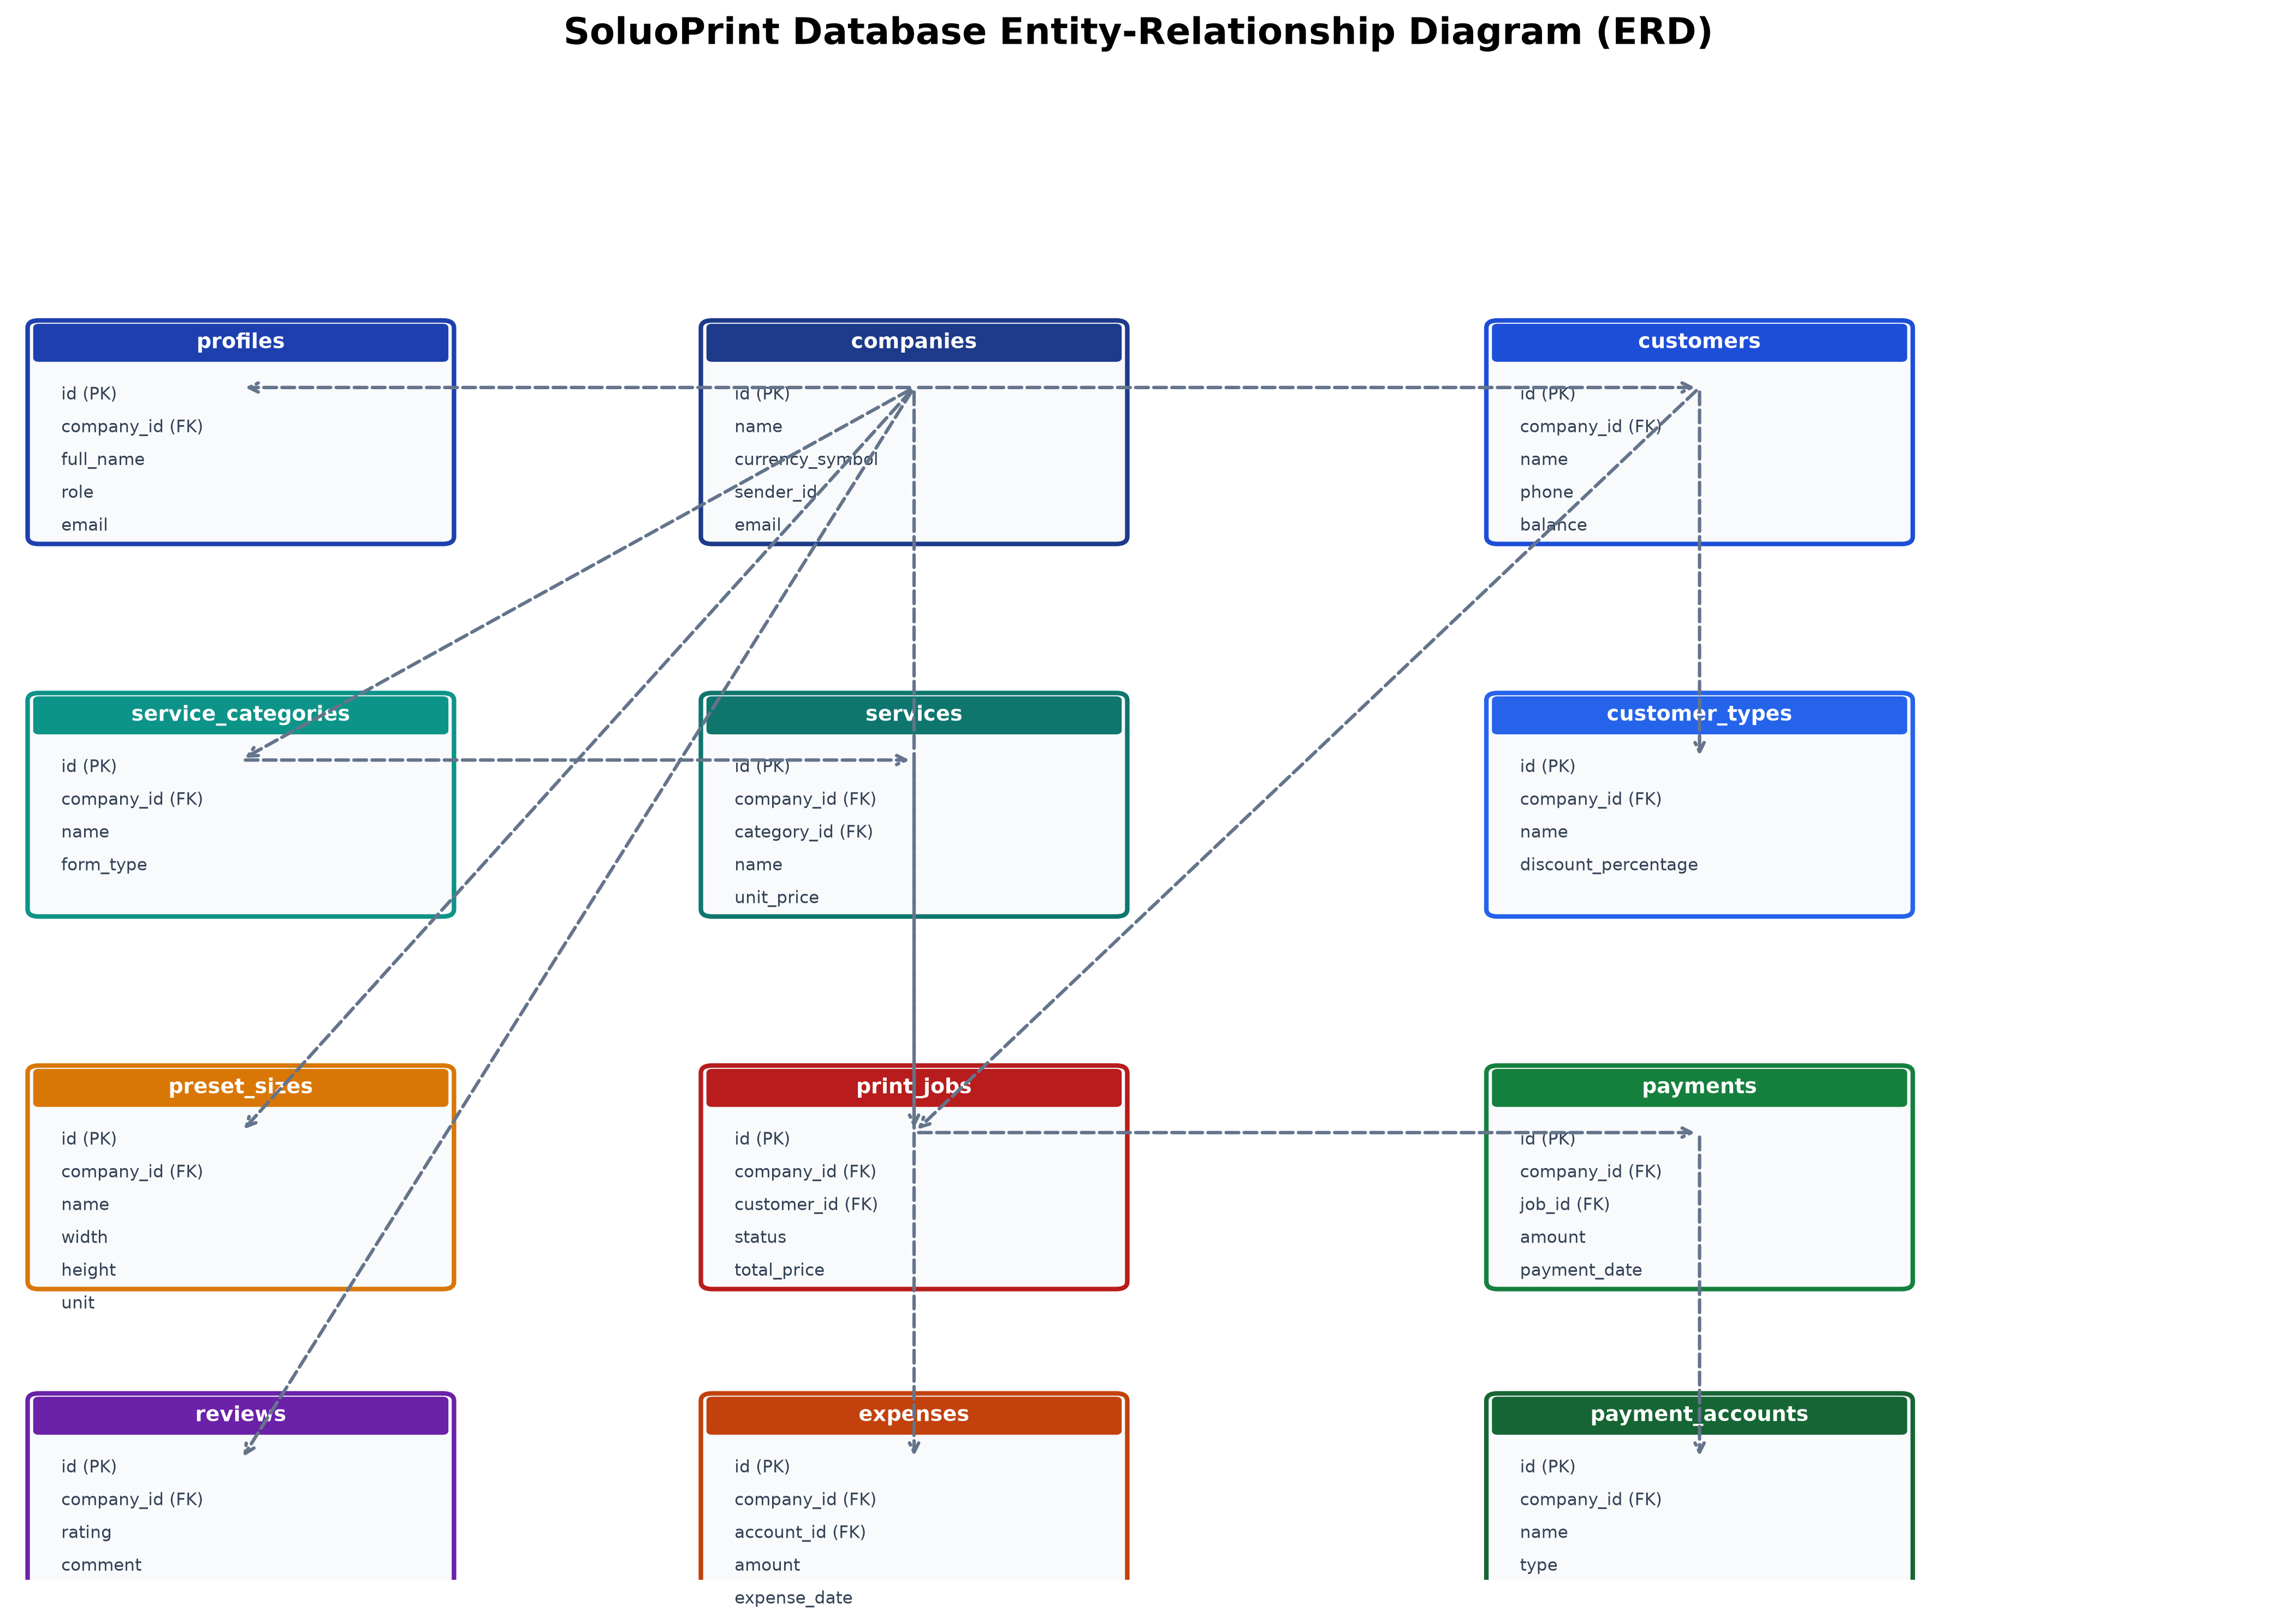 SoluoPrint Database Entity-Relationship Diagram (ERD)
profiles
id (PK)
company_id (FK)
full_name
role
email
companies
id (PK)
name
currency_symbol
sender_id
email
customers
id (PK)
company_id (FK)
name
phone
balance
service_categories
id (PK)
company_id (FK)
name
form_type
services
id (PK)
company_id (FK)
category_id (FK)
name
unit_price
customer_types
id (PK)
company_id (FK)
name
discount_percentage
preset_sizes
id (PK)
company_id (FK)
name
width
height
unit
print_jobs
id (PK)
company_id (FK)
customer_id (FK)
status
total_price
payments
id (PK)
company_id (FK)
job_id (FK)
amount
payment_date
reviews
id (PK)
company_id (FK)
rating
comment
expenses
id (PK)
company_id (FK)
account_id (FK)
amount
expense_date
payment_accounts
id (PK)
company_id (FK)
name
type